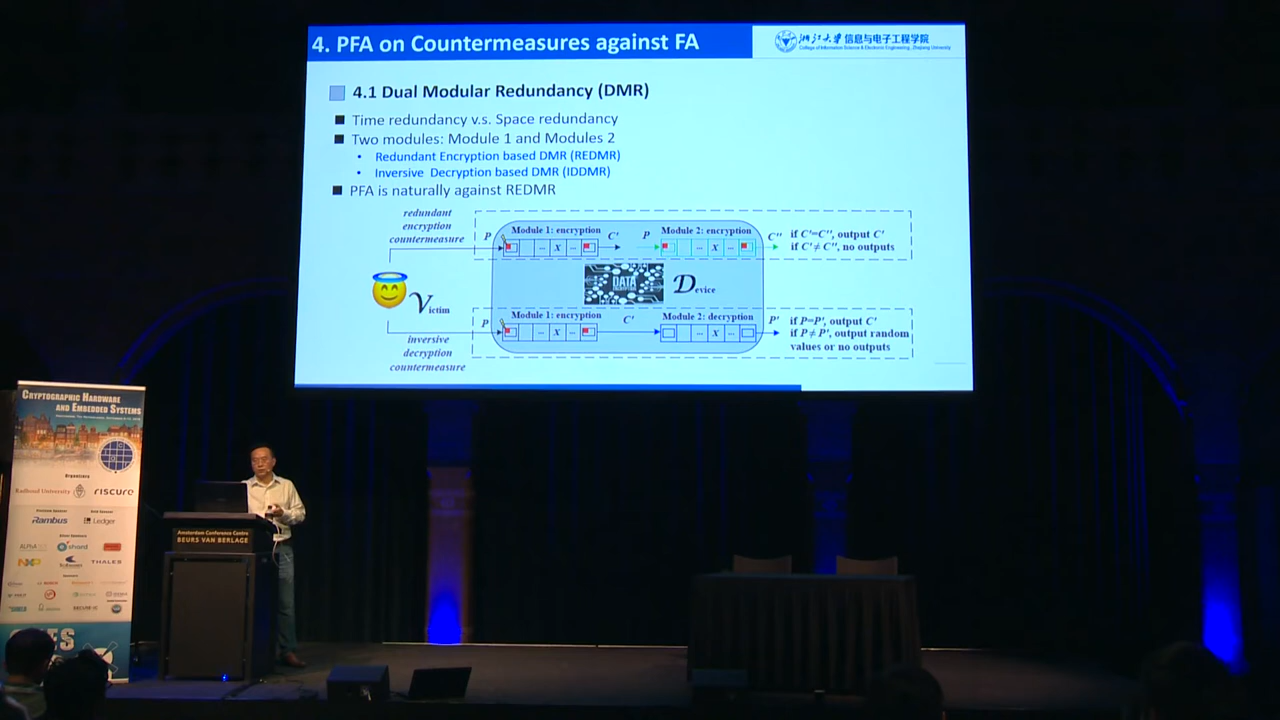 4. PFA on Countermeasures against FA
浙江大学 信息与电子工程学院
College of Information Science & Electronic Engineering, Zhejiang University
4.1 Dual Modular Redundancy (DMR)
Time redundancy v.s. Space redundancy
Two modules: Module 1 and Modules 2
Redundant Encryption based DMR (REDMR)
Inversive Decryption based DMR (IDDMR)
PFA is naturally against REDMR
redundant
encryption
countermeasure
P
Module 1: encryption
... X ...
C'
P
Module 2: encryption
... X ...
C''
if C'=C'', output C'
if C'≠ C'', no outputs
Victim
DATA
Device
inversive
decryption
countermeasure
P
Module 1: encryption
... X ...
C'
Module 2: decryption
... X ...
P'
if P=P', output C'
if P≠ P', output random
values or no outputs
CRYPTOGRAPHIC HARDWARE
AND EMBEDDED SYSTEMS
Radboud University
riscure
Rambus
Ledger
eshard
NXP
THALES
Amsterdam Conference Centre
BEURS VAN BERLAGE